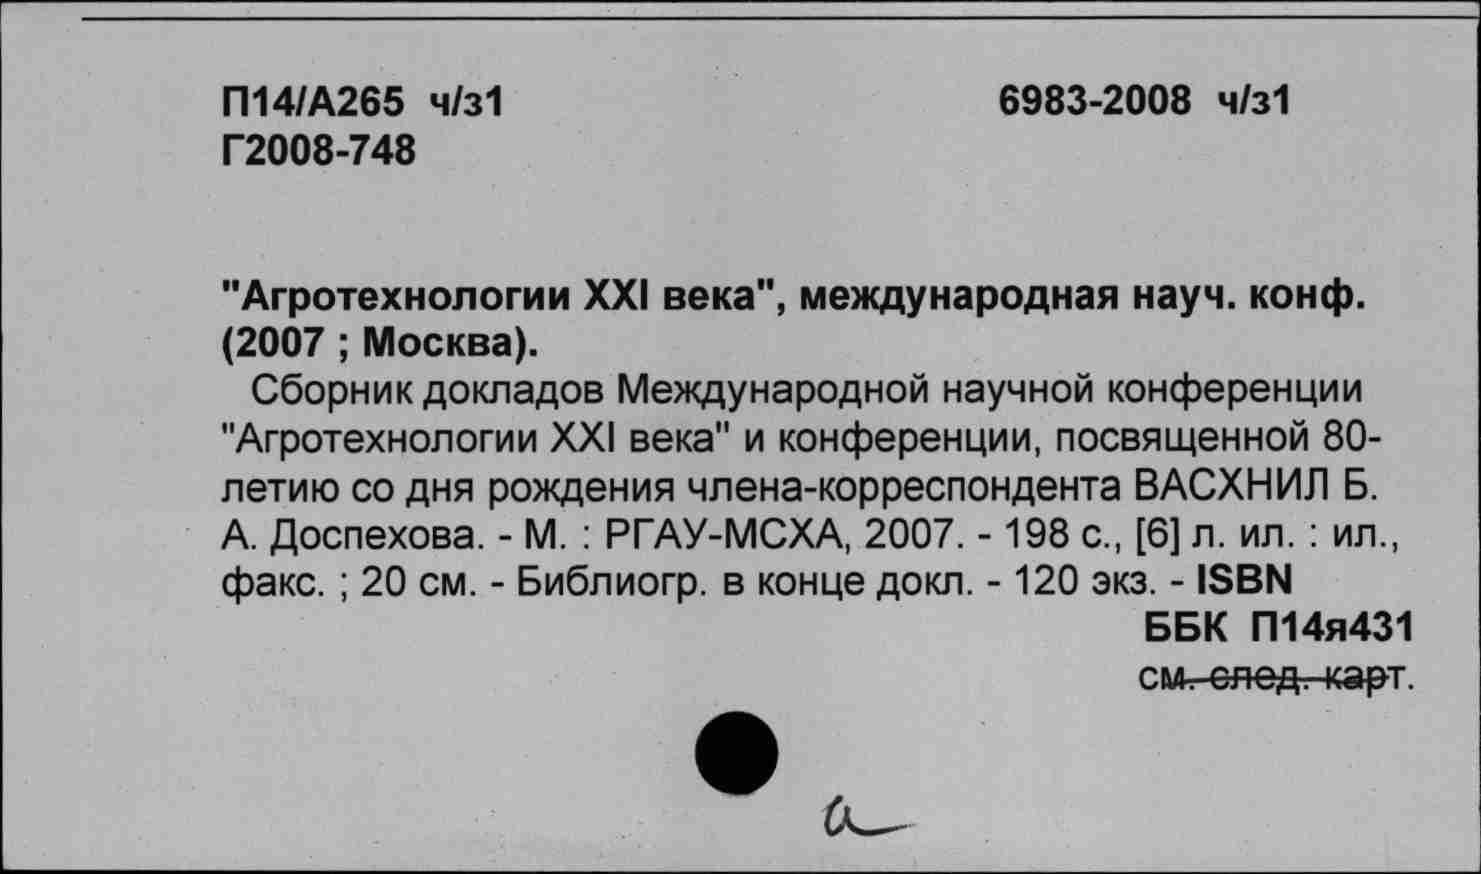 П14/А265 ч/з1
6983-2008 ч/з1
Г2008-748
"Агротехнологии XXI века", международная науч. конф.
(2007 ; Москва).
Сборник докладов Международной научной конференции
"Агротехнологии XXI века" и конференции, посвященной 80-
летию со дня рождения члена-корреспондента ВАСХНИЛ Б.
А. Доспехова. - М. : РГАУ-МСХА, 2007. - 198 с., [6] л. ил. : ил.,
факс. ; 20 см. - Библиогр. в конце докл. - 120 экз. - ISBN
ББК П14я431
см. след. карт.